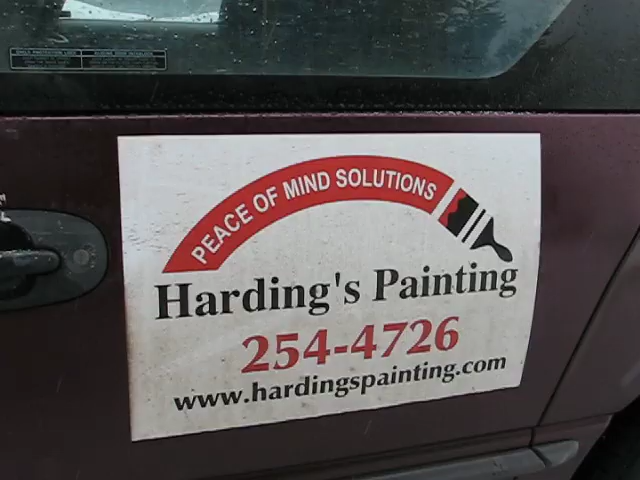 PEACE OF MIND SOLUTIONS
Harding's Painting
254-4726
www.hardingspainting.com